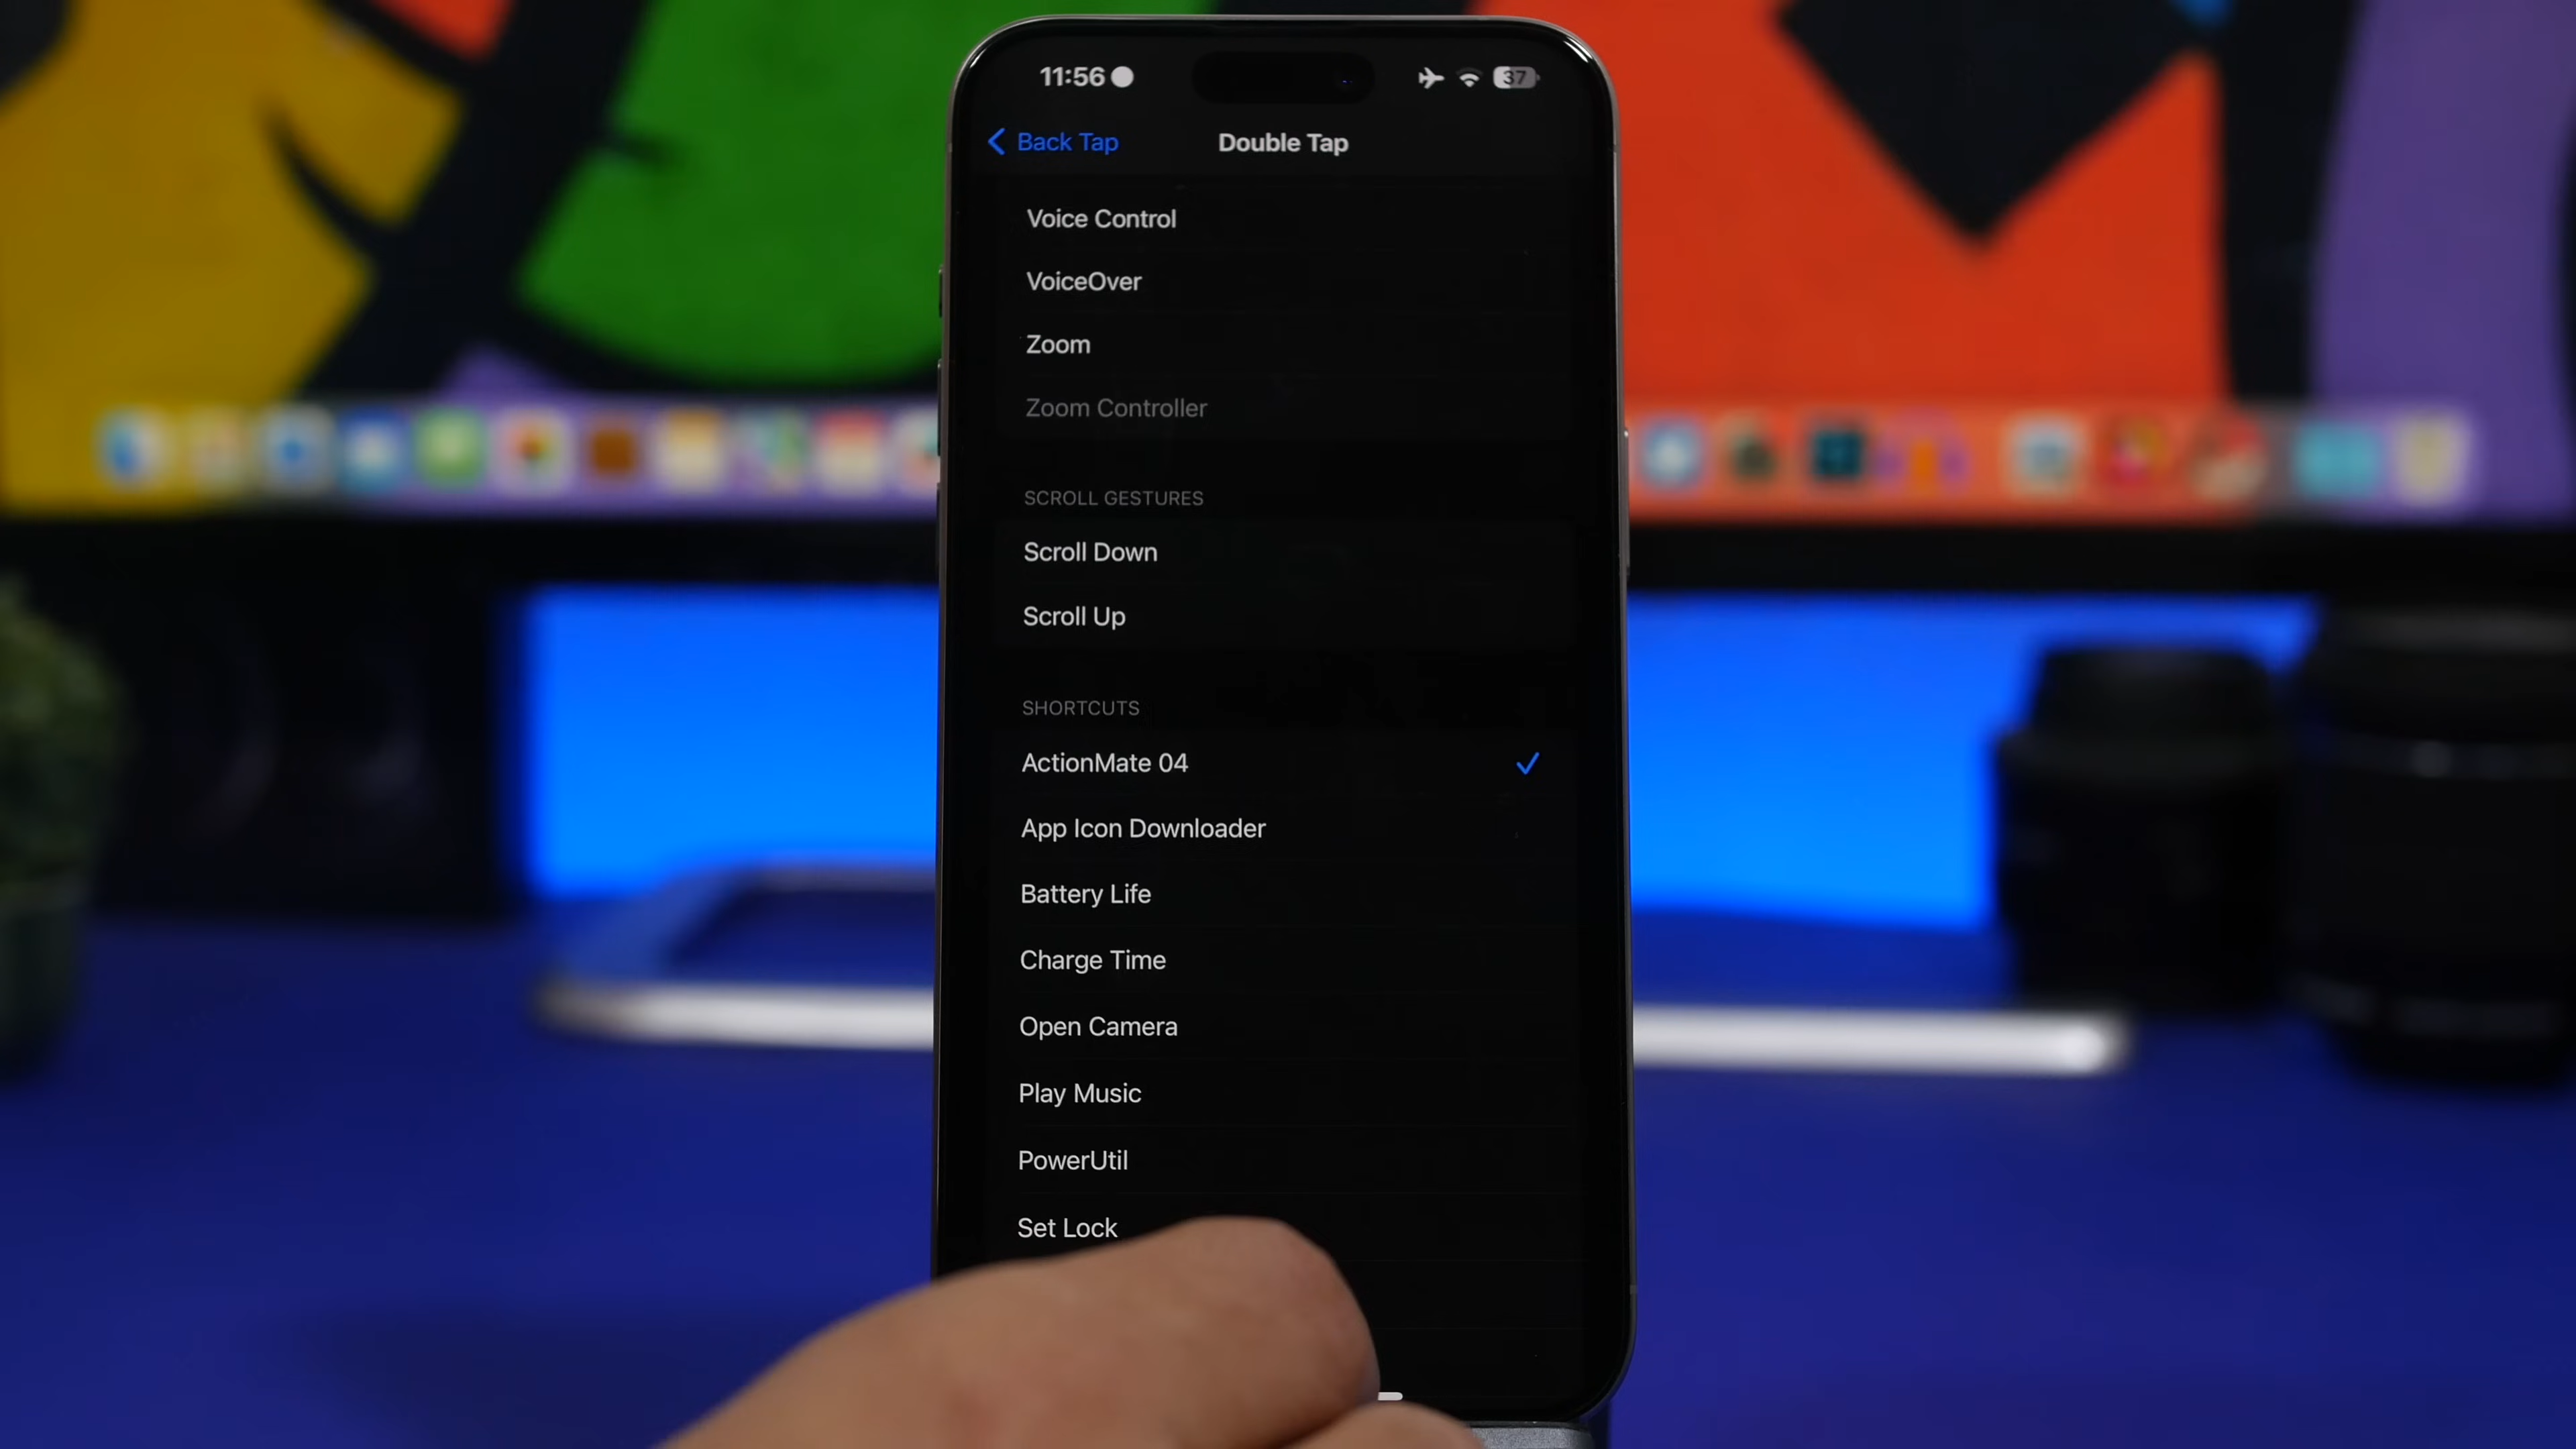 11:56
37
Back Tap
Double Tap
Voice Control
VoiceOver
Zoom
Zoom Controller
SCROLL GESTURES
Scroll Down
Scroll Up
SHORTCUTS
ActionMate 04
App Icon Downloader
Battery Life
Charge Time
Open Camera
Play Music
PowerUtil
Set Lock